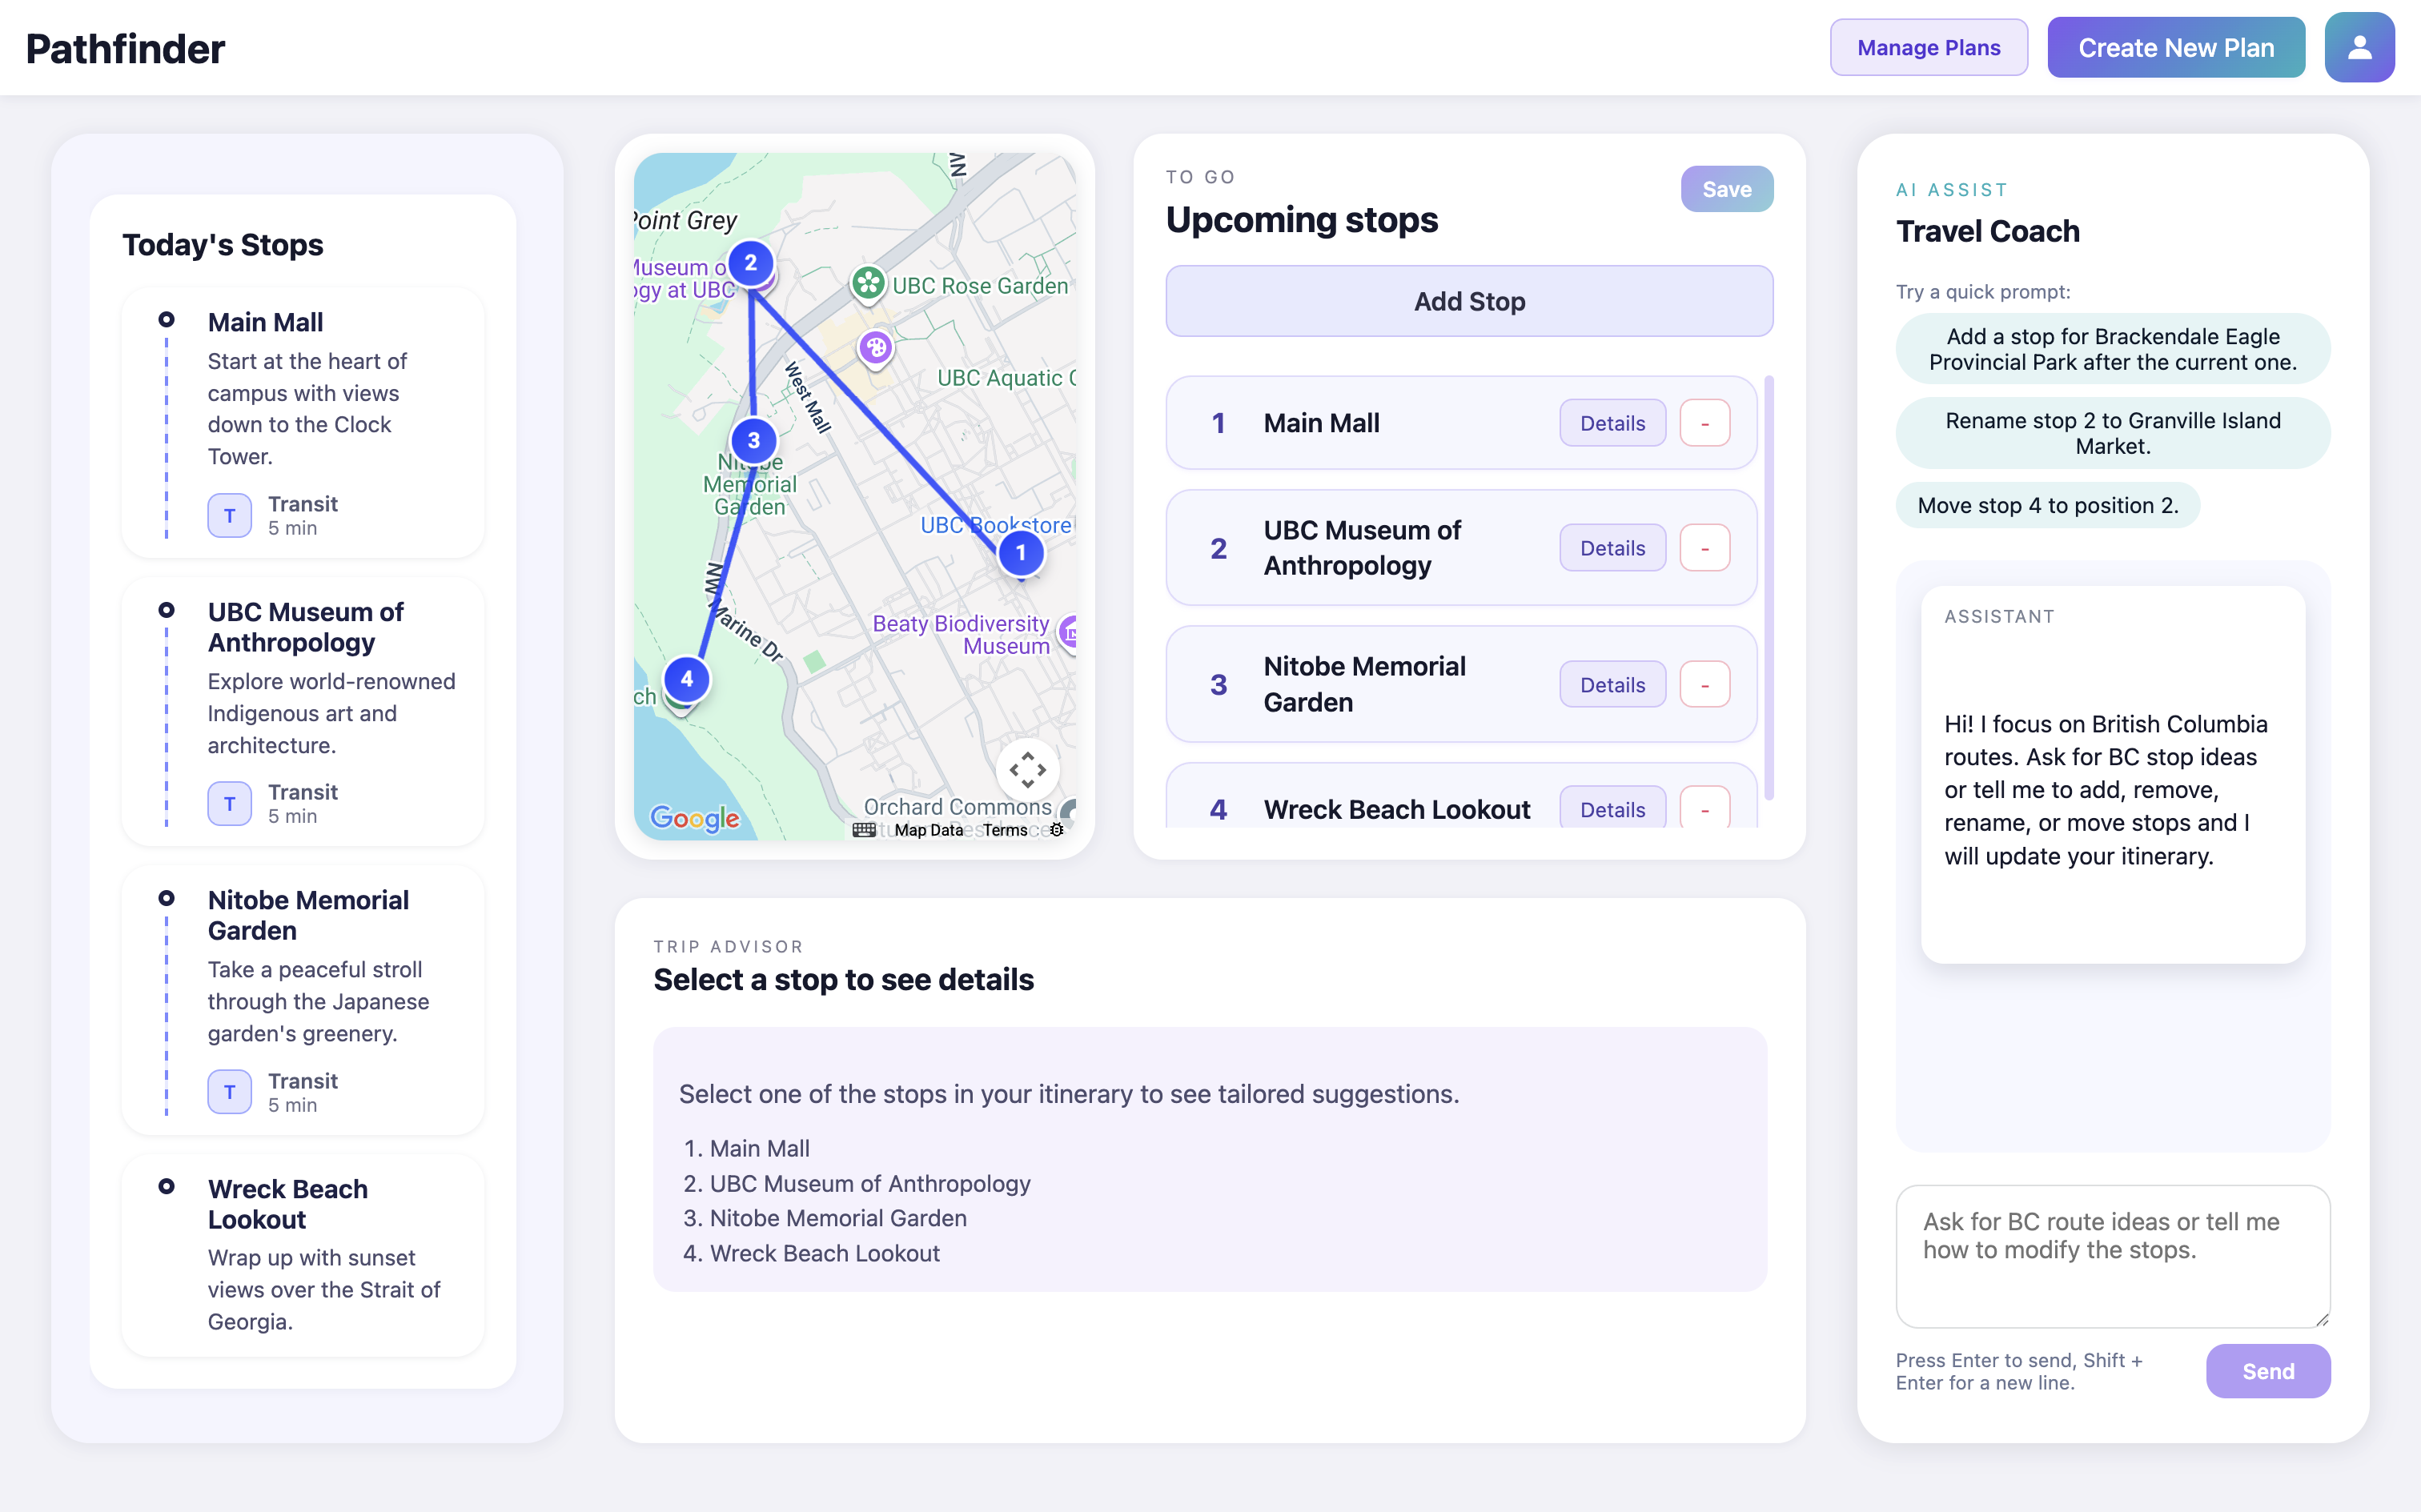 Pathfinder
Manage Plans
Create New Plan
Today's Stops
Main Mall
Start at the heart of
campus with views
down to the Clock
Tower.
T
Transit
5 min
UBC Museum of
Anthropology
Explore world-renowned
Indigenous art and
architecture.
T
Transit
5 min
Nitobe Memorial
Garden
Take a peaceful stroll
through the Japanese
garden's greenery.
T
Transit
5 min
Wreck Beach
Lookout
Wrap up with sunset
views over the Strait of
Georgia.
NW
Point Grey
2
Museum o
ogy at UBC
UBC Rose Garden
West Mall
UBC Aquatic C
3
Nitobe
Memorial
Garden
UBC Bookstore
1
NW Marine Dr
Beaty Biodiversity
Museum
4
ch
Orchard Commons
Google
Map Data
Terms
TO GO
Upcoming stops
Save
Add Stop
1
Main Mall
Details
-
2
UBC Museum of
Anthropology
Details
-
3
Nitobe Memorial
Garden
Details
-
4
Wreck Beach Lookout
Details
-
TRIP ADVISOR
Select a stop to see details
Select one of the stops in your itinerary to see tailored suggestions.
1. Main Mall
2. UBC Museum of Anthropology
3. Nitobe Memorial Garden
4. Wreck Beach Lookout
AI ASSIST
Travel Coach
Try a quick prompt:
Add a stop for Brackendale Eagle
Provincial Park after the current one.
Rename stop 2 to Granville Island
Market.
Move stop 4 to position 2.
ASSISTANT
Hi! I focus on British Columbia
routes. Ask for BC stop ideas
or tell me to add, remove,
rename, or move stops and I
will update your itinerary.
Ask for BC route ideas or tell me
how to modify the stops.
Press Enter to send, Shift +
Enter for a new line.
Send